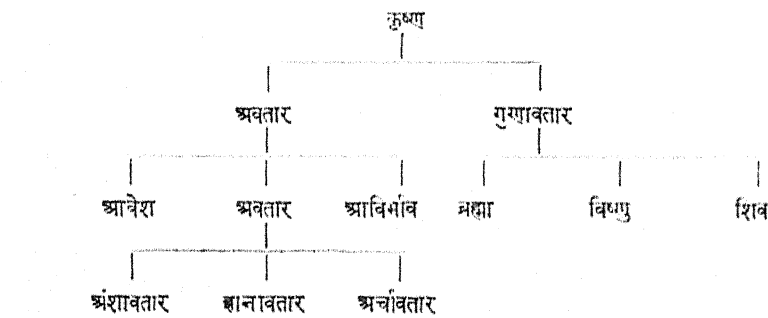 कृष्ण
अवतार गुणावतार
आवेश अवतार आविर्भाव ब्रह्मा विष्णु शिव
अंशावतार ज्ञानावतार अर्चावतार